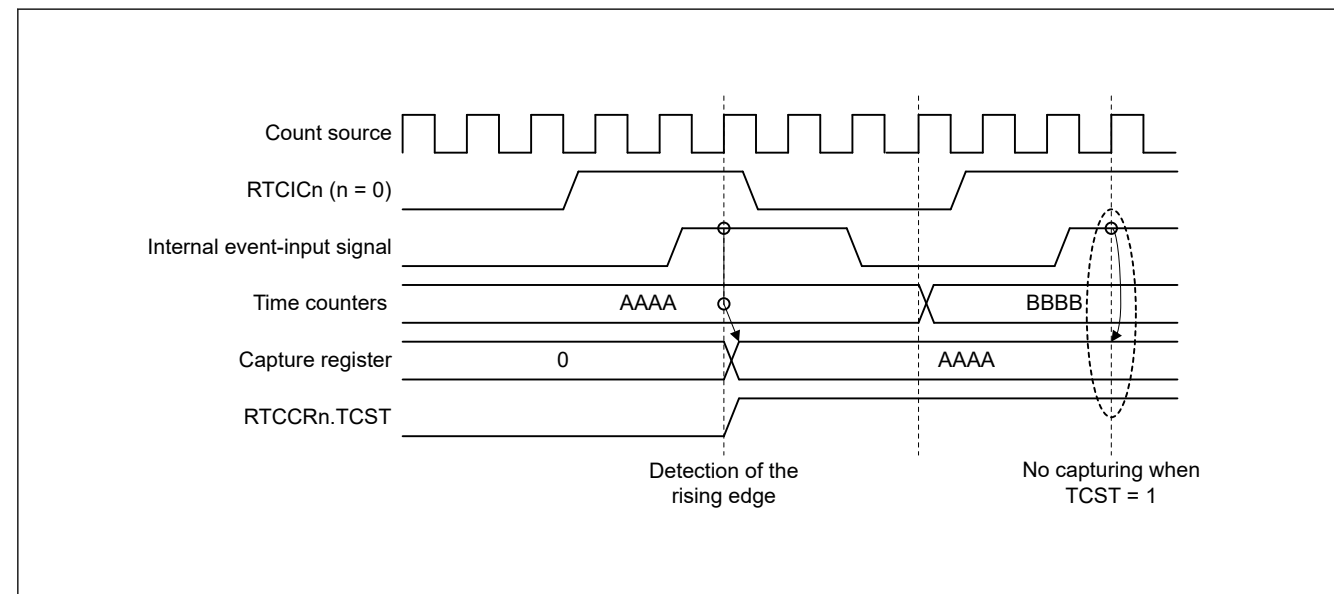 Count source
RTCICn (n = 0)
Internal event-input signal
Time counters
AAAA
BBBB
Capture register
0
AAAA
RTCCRn.TCST
Detection of the
rising edge
No capturing when
TCST = 1